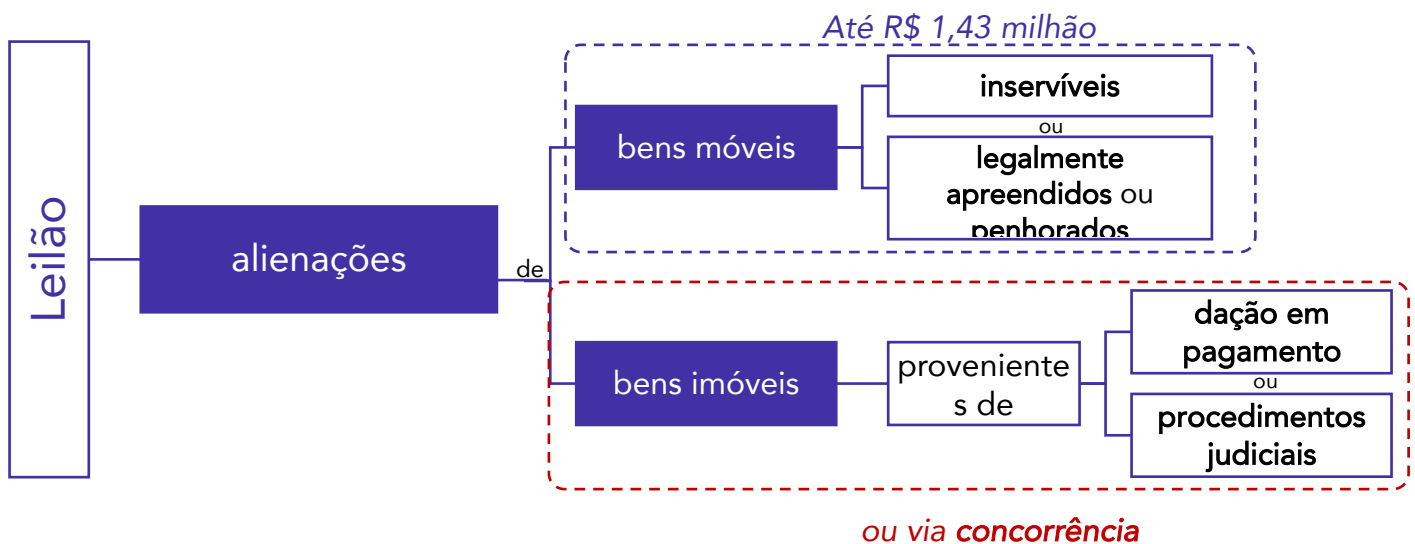 Até R$ 1,43 milhão
Leilão
alienações
de
bens móveis
inservíveis
ou
legalmente
apreendidos ou
penhorados
bens imóveis
proveniente
s de
dação em
pagamento
ou
procedimentos
judiciais
ou via concorrência